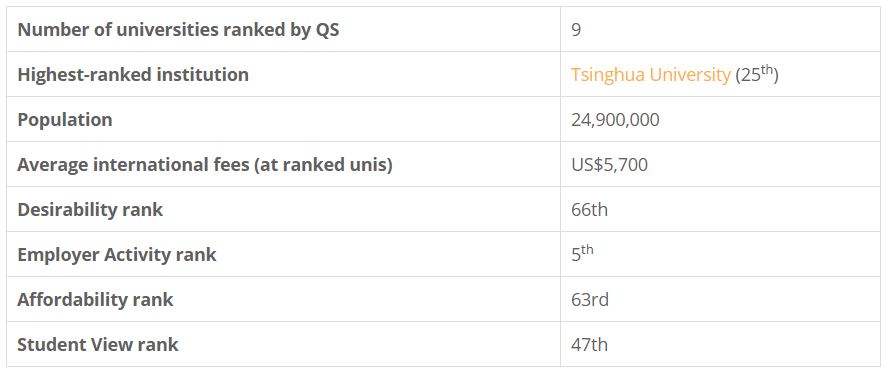 Number of universities ranked by QS 9
Highest-ranked institution Tsinghua University (25th)
Population 24,900,000
Average international fees (at ranked unis) US$5,700
Desirability rank 66th
Employer Activity rank 5th
Affordability rank 63rd
Student View rank 47th